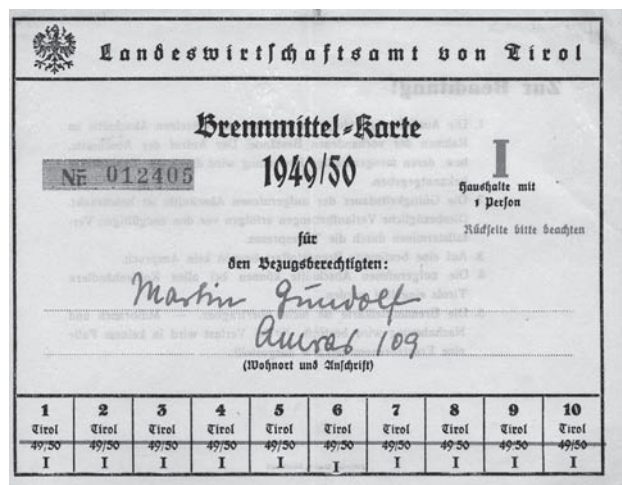 Landeswirtschaftsamt von Tirol
Brennmittel-Karte
1949/50
Nr 012405
I
Haushalte mit
1 Person
Rückseite bitte beachten
für
den Bezugsberechtigten:
Martin Gundolf
Amras 109
(Wohnort und Anschrift)
1 2 3 4 5 6 7 8 9 10
Tirol Tirol Tirol Tirol Tirol Tirol Tirol Tirol Tirol Tirol
49/50 49/50 49/50 49/50 49/50 49/50 49/50 49/50 49/50 49/50
I I I I I I I I I I